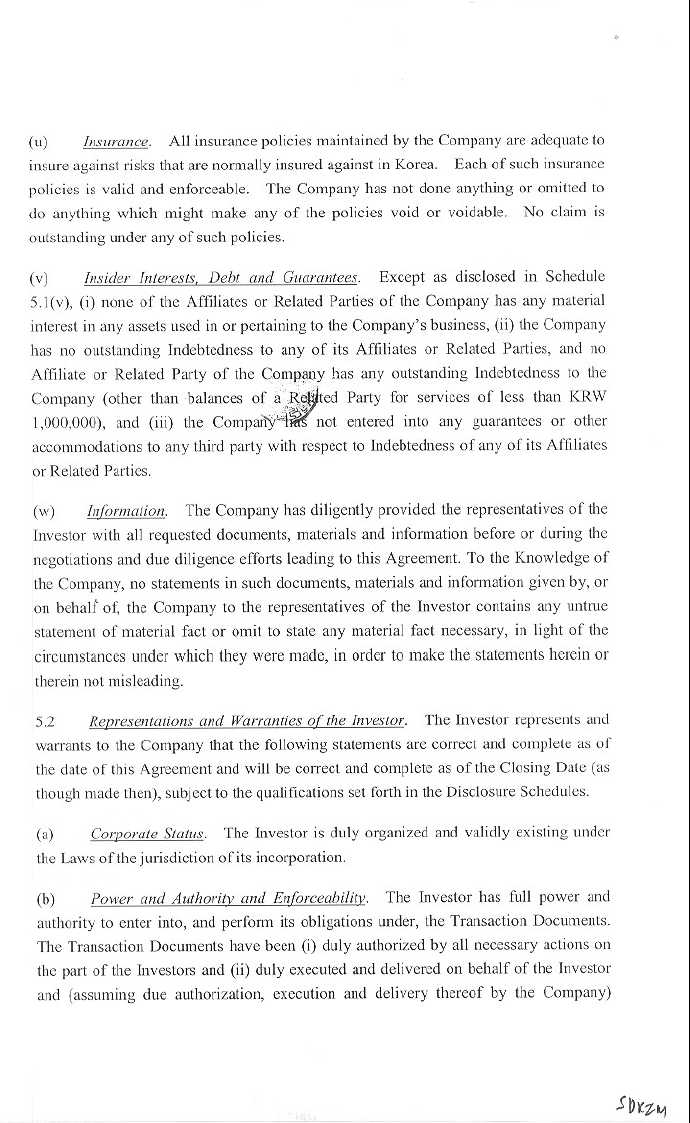 (u) Insurance. All insurance policies maintained by the Company are adequate to
insure against risks that are normally insured against in Korea. Each of such insurance
policies is valid and enforceable. The Company has not done anything or omitted to
do anything which might make any of the policies void or voidable. No claim is
outstanding under any of such policies.
(v) Insider Interests, Debt and Guarantees. Except as disclosed in Schedule
5.1(v), (i) none of the Affiliates or Related Parties of the Company has any material
interest in any assets used in or pertaining to the Company's business, (ii) the Company
has no outstanding Indebtedness to any of its Affiliates or Related Parties, and no
Affiliate or Related Party of the Company has any outstanding Indebtedness to the
Company (other than balances of a Related Party for services of less than KRW
1,000,000), and (iii) the Company has not entered into any guarantees or other
accommodations to any third party with respect to Indebtedness of any of its Affiliates
or Related Parties.
(w) Information. The Company has diligently provided the representatives of the
Investor with all requested documents, materials and information before or during the
negotiations and due diligence efforts leading to this Agreement. To the Knowledge of
the Company, no statements in such documents, materials and information given by, or
on behalf of, the Company to the representatives of the Investor contains any untrue
statement of material fact or omit to state any material fact necessary, in light of the
circumstances under which they were made, in order to make the statements herein or
therein not misleading.
5.2 Representations and Warranties of the Investor. The Investor represents and
warrants to the Company that the following statements are correct and complete as of
the date of this Agreement and will be correct and complete as of the Closing Date (as
though made then), subject to the qualifications set forth in the Disclosure Schedules.
(a) Corporate Status. The Investor is duly organized and validly existing under
the Laws of the jurisdiction of its incorporation.
(b) Power and Authority and Enforceability. The Investor has full power and
authority to enter into, and perform its obligations under, the Transaction Documents.
The Transaction Documents have been (i) duly authorized by all necessary actions on
the part of the Investors and (ii) duly executed and delivered on behalf of the Investor
and (assuming due authorization, execution and delivery thereof by the Company)
SDKZM